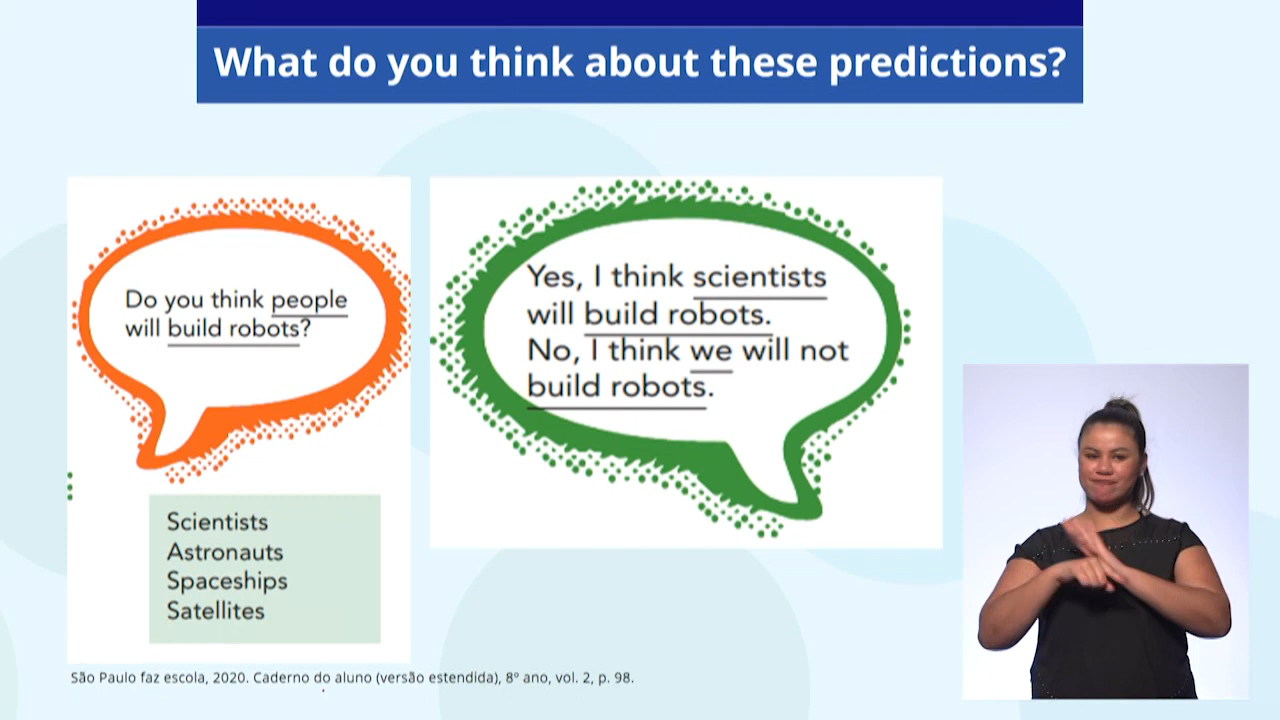 What do you think about these predictions?
Do you think people
will build robots?
Yes, I think scientists
will build robots.
No, I think we will not
build robots.
Scientists
Astronauts
Spaceships
Satellites
São Paulo faz escola, 2020. Caderno do aluno (versão estendida), 8º ano, vol. 2, p. 98.